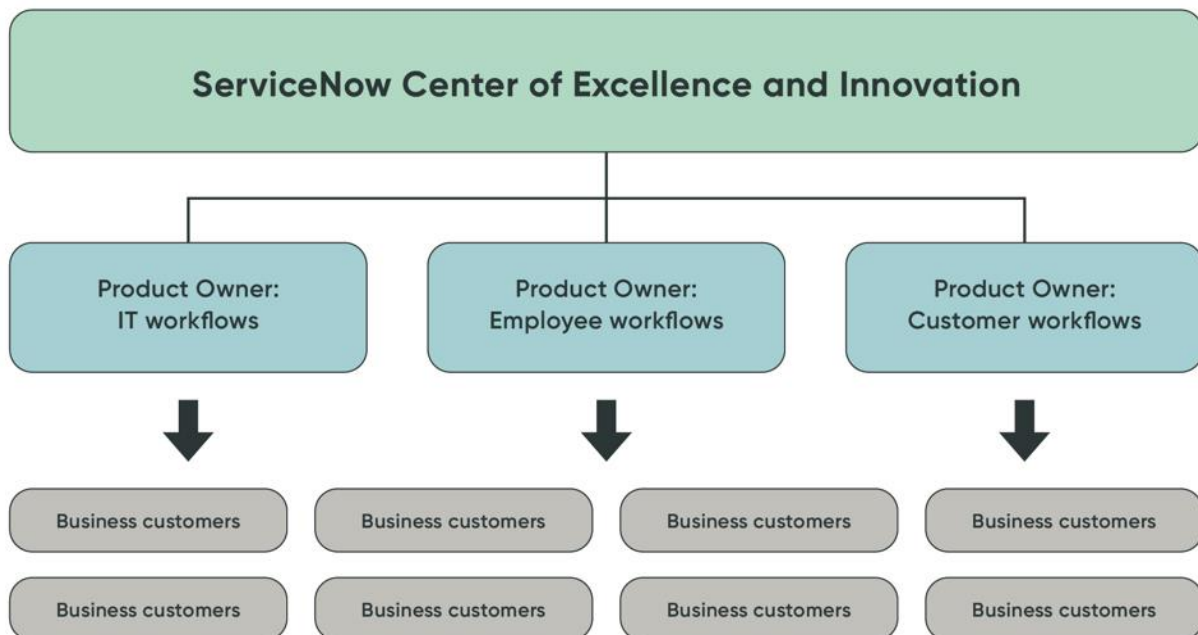 ServiceNow Center of Excellence and Innovation
Product Owner:
IT workflows
Product Owner:
Employee workflows
Product Owner:
Customer workflows
Business customers
Business customers
Business customers
Business customers
Business customers
Business customers
Business customers
Business customers